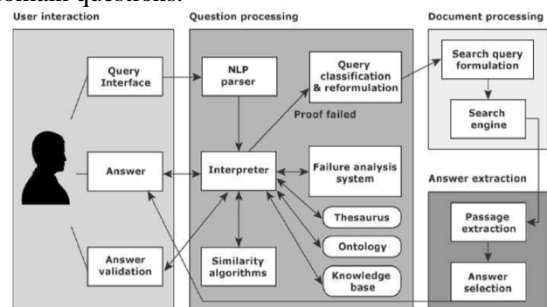 omain questions.
User interaction
Question processing
Document processing
Query
Interface
NLP
parser
Query
classification
& reformulation
Search query
formulation
Proof failed
Search
engine
Answer
Interpreter
Failure analysis
system
Answer extraction
Thesaurus
Passage
extraction
Ontology
Answer
validation
Similarity
algorithms
Knowledge
base
Answer
selection